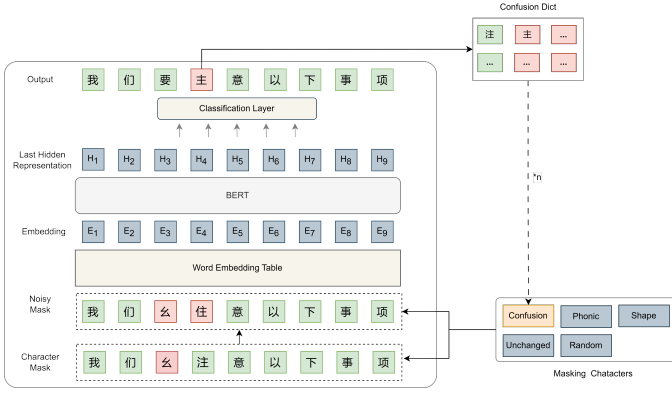 Confusion Dict
注 主 ...
... ... ...
Output 我 们 要 主 意 以 下 事 项
Classification Layer
Last Hidden
Representation
H1 H2 H3 H4 H5 H6 H7 H8 H9
BERT
*n
Embedding E1 E2 E3 E4 E5 E6 E7 E8 E9
Word Embedding Table
Noisy
Mask
我 们 幺 住 意 以 下 事 项
Character
Mask
我 们 幺 注 意 以 下 事 项
Confusion Phonic Shape
Unchanged Random
Masking Chatacters